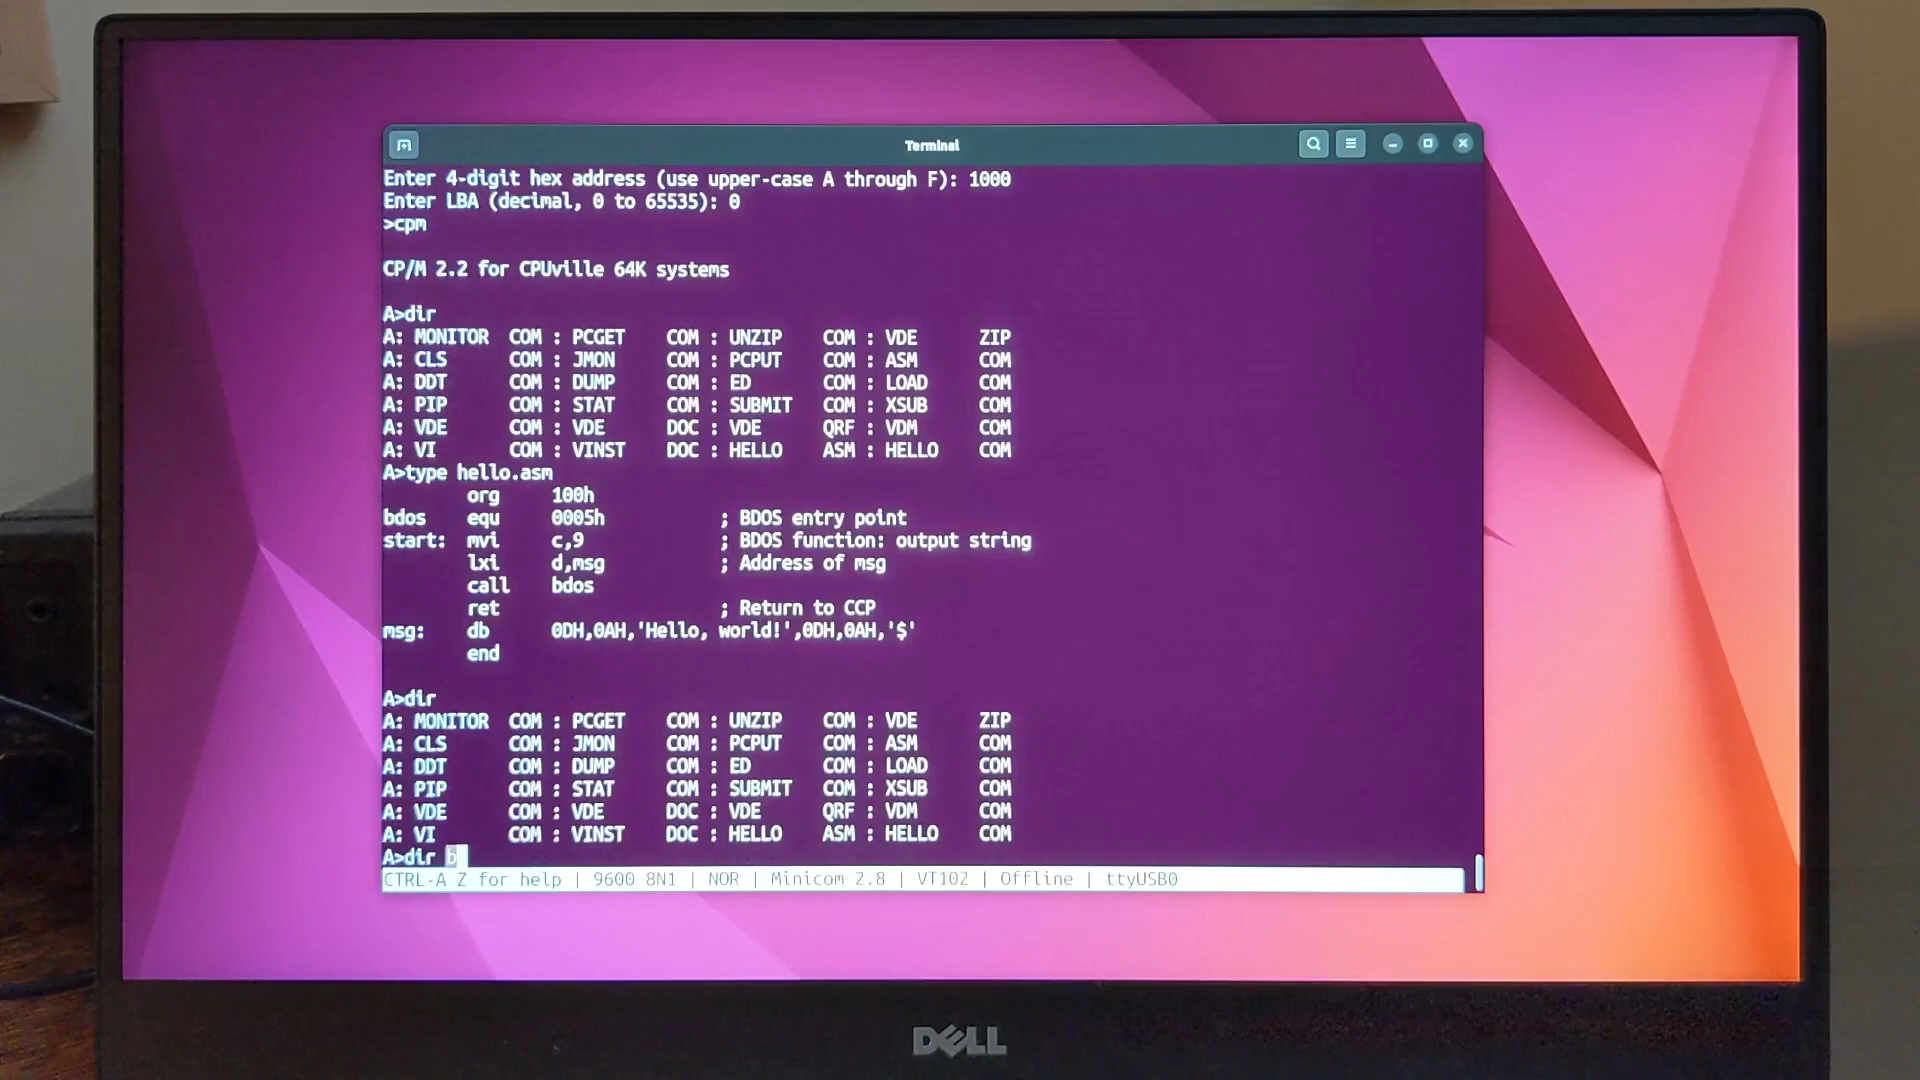 Terminal
Enter 4-digit hex address (use upper-case A through F): 1000
Enter LBA (decimal, 0 to 65535): 0
>cpm
CP/M 2.2 for CPUville 64K systems
A>dir
A: MONITOR  COM : PCGET    COM : UNZIP    COM : VDE      ZIP
A: CLS      COM : JMON     COM : PCPUT    COM : ASM      COM
A: DDT      COM : DUMP     COM : ED       COM : LOAD     COM
A: PIP      COM : STAT     COM : SUBMIT   COM : XSUB     COM
A: VDE      COM : VDE      DOC : VDE      QRF : VDM      COM
A: VI       COM : VINST    DOC : HELLO    ASM : HELLO    COM
A>type hello.asm
        org     100h
bdos    equ     0005h           ; BDOS entry point
start:  mvi     c,9             ; BDOS function: output string
        lxi     d,msg           ; Address of msg
        call    bdos
        ret                     ; Return to CCP
msg:    db      0DH,0AH,'Hello, world!',0DH,0AH,'$'
        end
A>dir
A: MONITOR  COM : PCGET    COM : UNZIP    COM : VDE      ZIP
A: CLS      COM : JMON     COM : PCPUT    COM : ASM      COM
A: DDT      COM : DUMP     COM : ED       COM : LOAD     COM
A: PIP      COM : STAT     COM : SUBMIT   COM : XSUB     COM
A: VDE      COM : VDE      DOC : VDE      QRF : VDM      COM
A: VI       COM : VINST    DOC : HELLO    ASM : HELLO    COM
A>dir b
CTRL-A Z for help | 9600 8N1 | NOR | Minicom 2.8 | VT102 | Offline | ttyUSB0
DELL